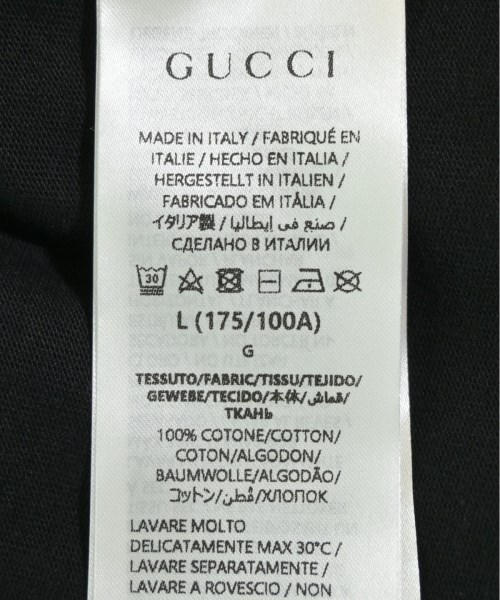 GUCCI
MADE IN ITALY / FABRIQUÉ EN
ITALIE / HECHO EN ITALIA /
HERGESTELLT IN ITALIEN /
FABRICADO EM ITÁLIA /
イタリア製 / صنع في إيطاليا /
СДЕЛАНО В ИТАЛИИ
30
L (175/100A)
G
TESSUTO/FABRIC/TISSU/TEJIDO/
GEWEBE/TECIDO/本体/قماش/
ТКАНЬ
100% COTONE/COTTON/
COTON/ALGODON/
BAUMWOLLE/ALGODÃO/
コットン/قُطن/ХЛОПОК
LAVARE MOLTO
DELICATAMENTE MAX 30°C /
LAVARE SEPARATAMENTE /
LAVARE A ROVESCIO / NON